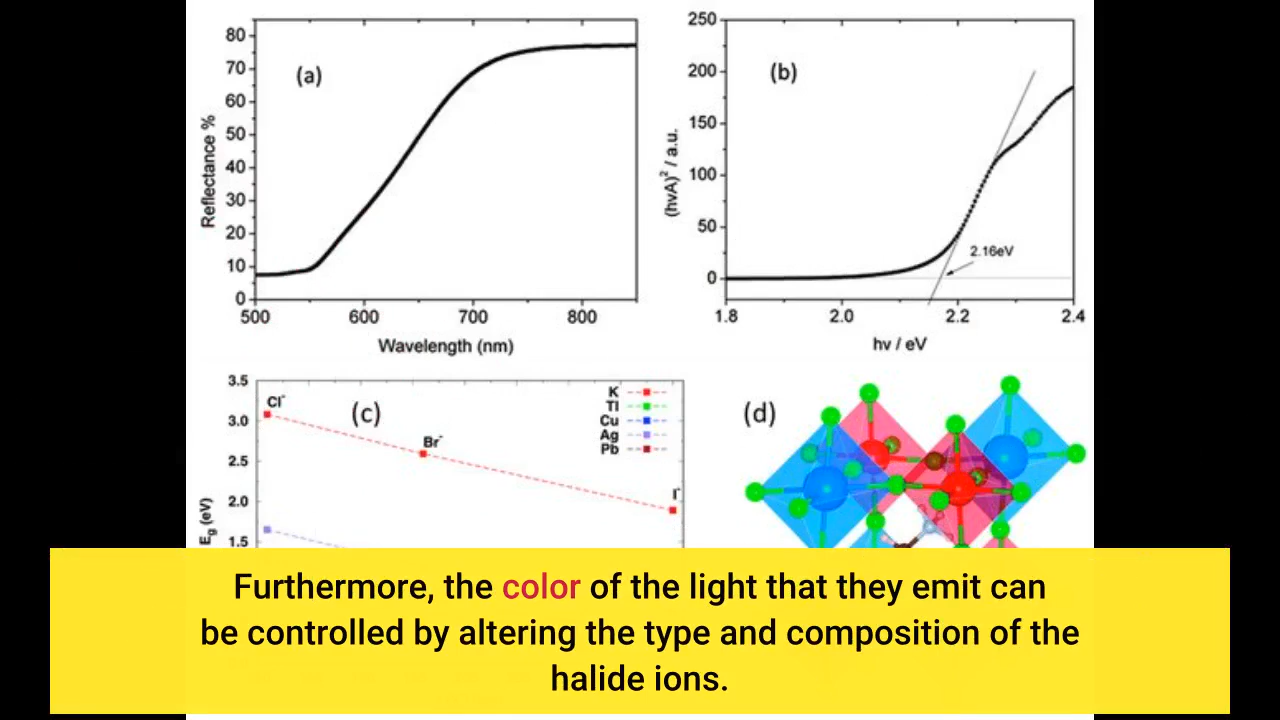 (a)
80
70
60
50
40
30
20
10
0
Reflectance %
500 600 700 800
Wavelength (nm)
(b)
250
200
150
100
50
0
(hvA)² / a.u.
2.16eV
1.8 2.0 2.2 2.4
hv / eV
(c)
3.5
3.0
2.5
2.0
1.5
Eg (eV)
Cl⁻
Br⁻
I⁻
K
Tl
Cu
Ag
Pb
(d)
Furthermore, the color of the light that they emit can
be controlled by altering the type and composition of the
halide ions.